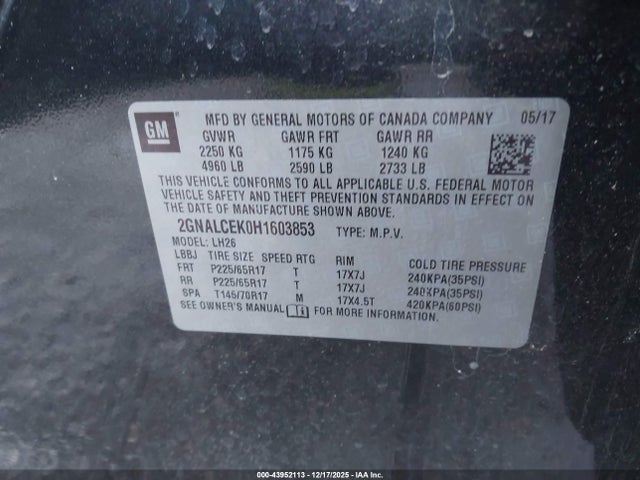 GM
MFD BY GENERAL MOTORS OF CANADA COMPANY 05/17
GVWR GAWR FRT GAWR RR
2250 KG 1175 KG 1240 KG
4960 LB 2590 LB 2733 LB
THIS VEHICLE CONFORMS TO ALL APPLICABLE U.S. FEDERAL MOTOR
VEHICLE SAFETY AND THEFT PREVENTION STANDARDS IN EFFECT ON
THE DATE OF MANUFACTURE SHOWN ABOVE.
2GNALCEK0H1603853 TYPE: M.P.V.
MODEL: LH26
LBBJ TIRE SIZE SPEED RTG RIM COLD TIRE PRESSURE
FRT P225/65R17 T 17X7J 240KPA(35PSI)
RR P225/65R17 T 17X7J 240KPA(35PSI)
SPA T145/70R17 M 17X4.5T 420KPA(60PSI)
SEE OWNER'S MANUAL FOR MORE INFORMATION.
000-43952113 - 12/17/2025 - IAA Inc.